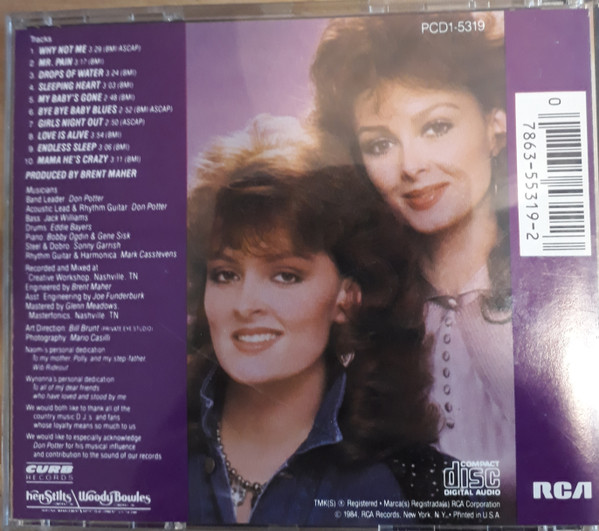 PCD1-5319
Tracks
1. WHY NOT ME 3:29 (BMI/ASCAP)
2. MR. PAIN 3:17 (BMI)
3. DROPS OF WATER 3:24 (BMI)
4. SLEEPING HEART 3:03 (BMI)
5. MY BABY'S GONE 2:48 (BMI)
6. BYE BYE BABY BLUES 2:52 (BMI/ASCAP)
7. GIRLS NIGHT OUT 2:50 (ASCAP)
8. LOVE IS ALIVE 3:54 (BMI)
9. ENDLESS SLEEP 3:06 (BMI)
10. MAMA HE'S CRAZY 3:11 (BMI)
PRODUCED BY BRENT MAHER
Musicians
Band Leader Don Potter
Acoustic Lead & Rhythm Guitar Don Potter
Bass Jack Williams
Drums Eddie Bayers
Piano Bobby Ogdin & Gene Sisk
Steel & Dobro Sonny Garrish
Rhythm Guitar & Harmonica Mark Casstevens
Recorded and Mixed at
Creative Workshop, Nashville, TN
Engineered by Brent Maher
Asst. Engineering by Joe Funderburk
Mastered by Glenn Meadows,
Masterfonics, Nashville, TN
Art Direction Bill Brunt (PRIVATE EYE STUDIO)
Photography Mario Casilli
Naomi's personal dedication
To my mother Polly and my step-father
Wib Rideout
Wynonna's personal dedication
To all of my dear friends
who have loved and stood by me
We would both like to thank all of the
country music D.J.s. and fans
whose loyalty means so much to us
We would like to especially acknowledge
Don Potter for his musical influence
and contribution to the sound of our records
CURB
RECORDS
Ken Stilts\Woody Bowles
0 7863-55319-2
COMPACT
disc
DIGITAL AUDIO
RCA
TMK(S) ® Registered • Marca(s) Registrada(s) RCA Corporation
© 1984, RCA Records, New York, N.Y. • Printed in U.S.A.